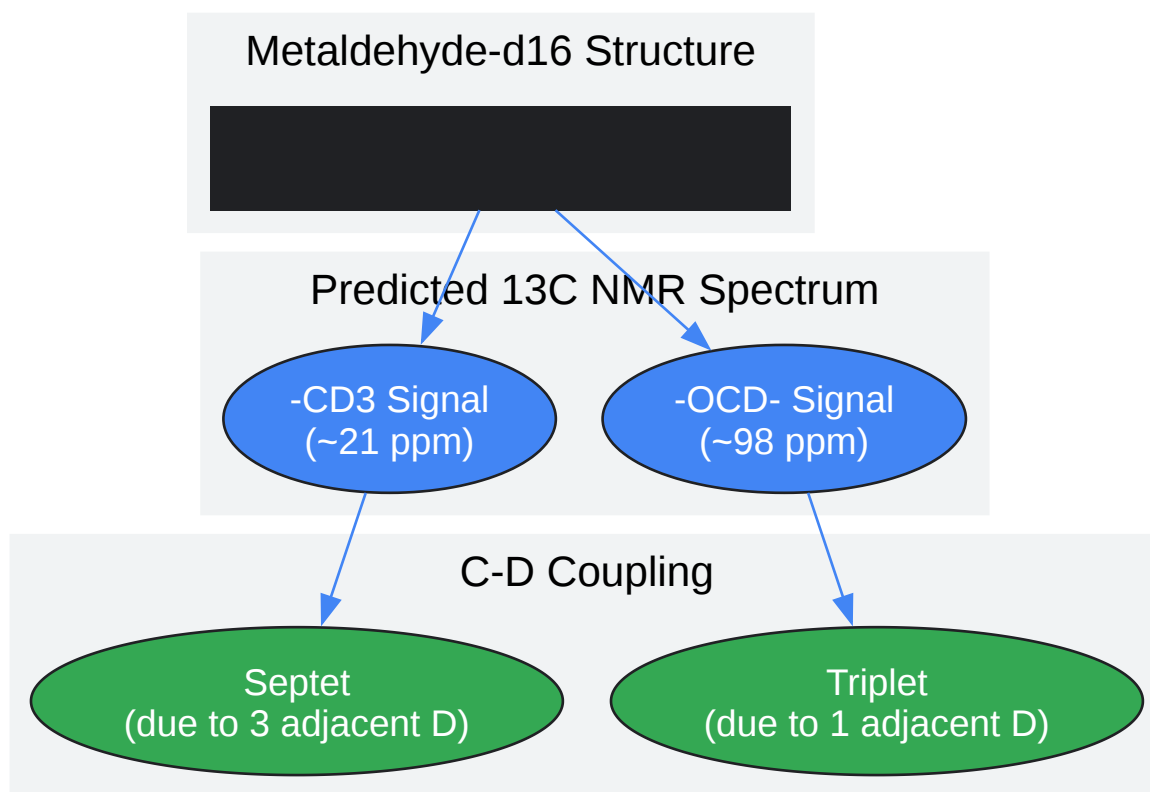 Metaldehyde-d16 Structure
Predicted 13C NMR Spectrum
-CD3 Signal
(~21 ppm)
-OCD- Signal
(~98 ppm)
C-D Coupling
Septet
(due to 3 adjacent D)
Triplet
(due to 1 adjacent D)